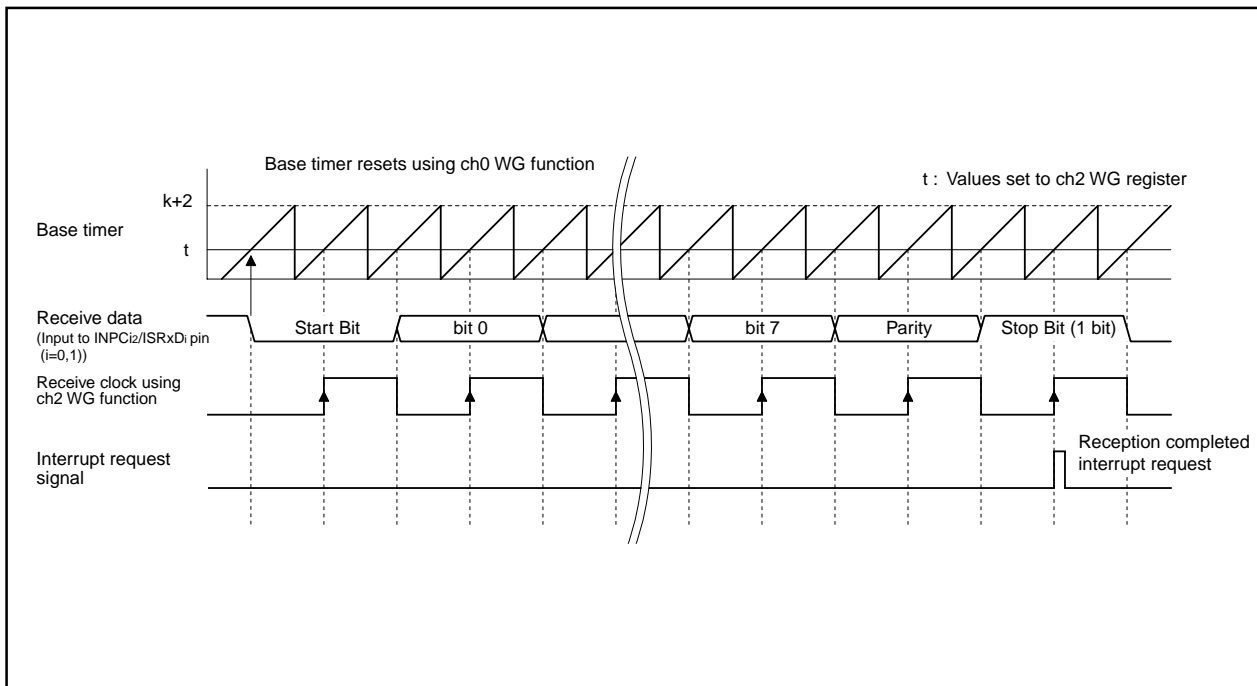 Base timer resets using ch0 WG function
t : Values set to ch2 WG register
k+2
Base timer
t
Receive data
(Input to INPCi2/ISRxDi pin
(i=0,1))
Start Bit
bit 0
bit 7
Parity
Stop Bit (1 bit)
Receive clock using
ch2 WG function
Interrupt request
signal
Reception completed
interrupt request